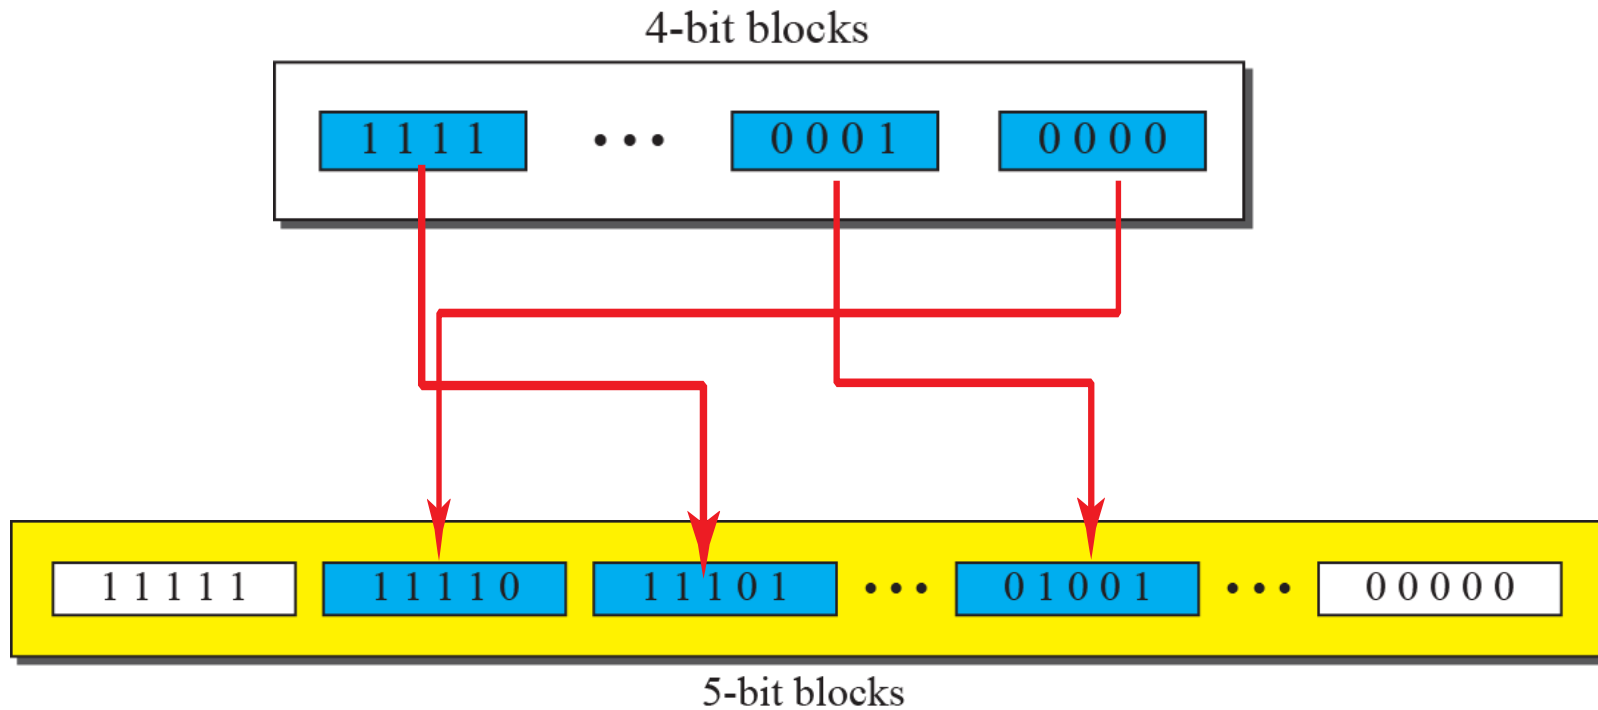 4-bit blocks
1 1 1 1 ••• 0 0 0 1 0 0 0 0
1 1 1 1 1 1 1 1 1 0 1 1 1 0 1 ••• 0 1 0 0 1 ••• 0 0 0 0 0
5-bit blocks